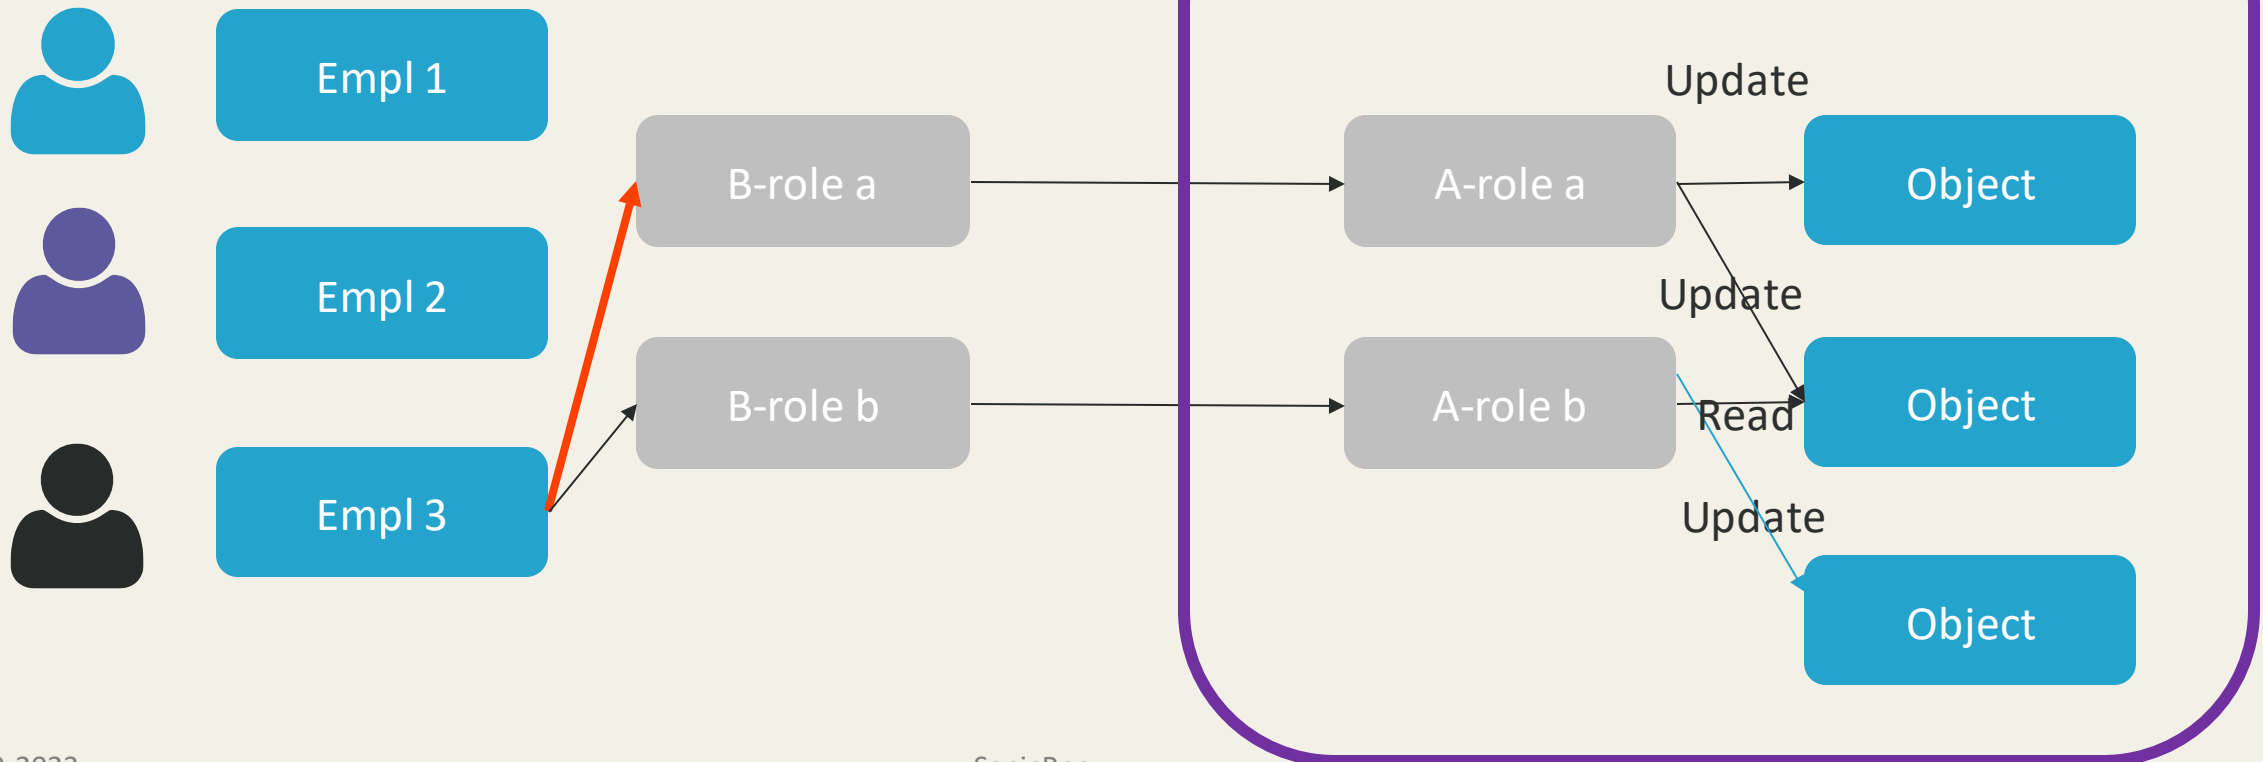 Empl 1
Update
B-role a
A-role a
Object
Empl 2
Update
B-role b
A-role b
Read
Object
Empl 3
Update
Object